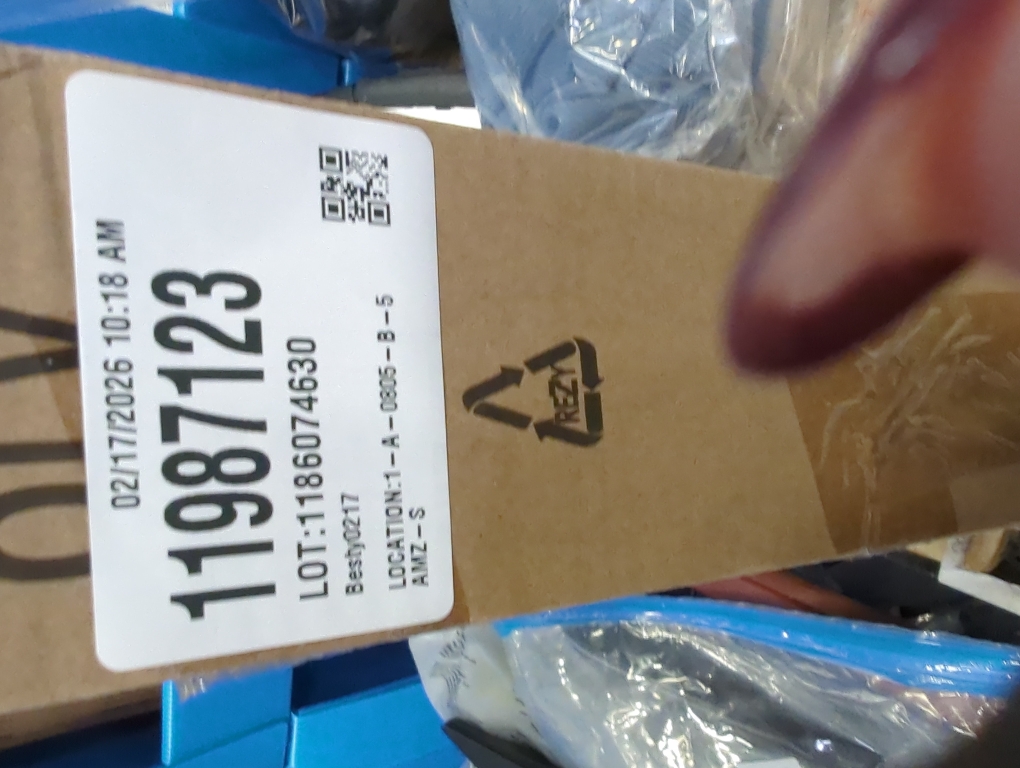 02/17/2026 10:18 AM
11987123
LOT:1186074630
Besty0217
LOCATION:1-A-0805-B-5
AMZ-S
REZY